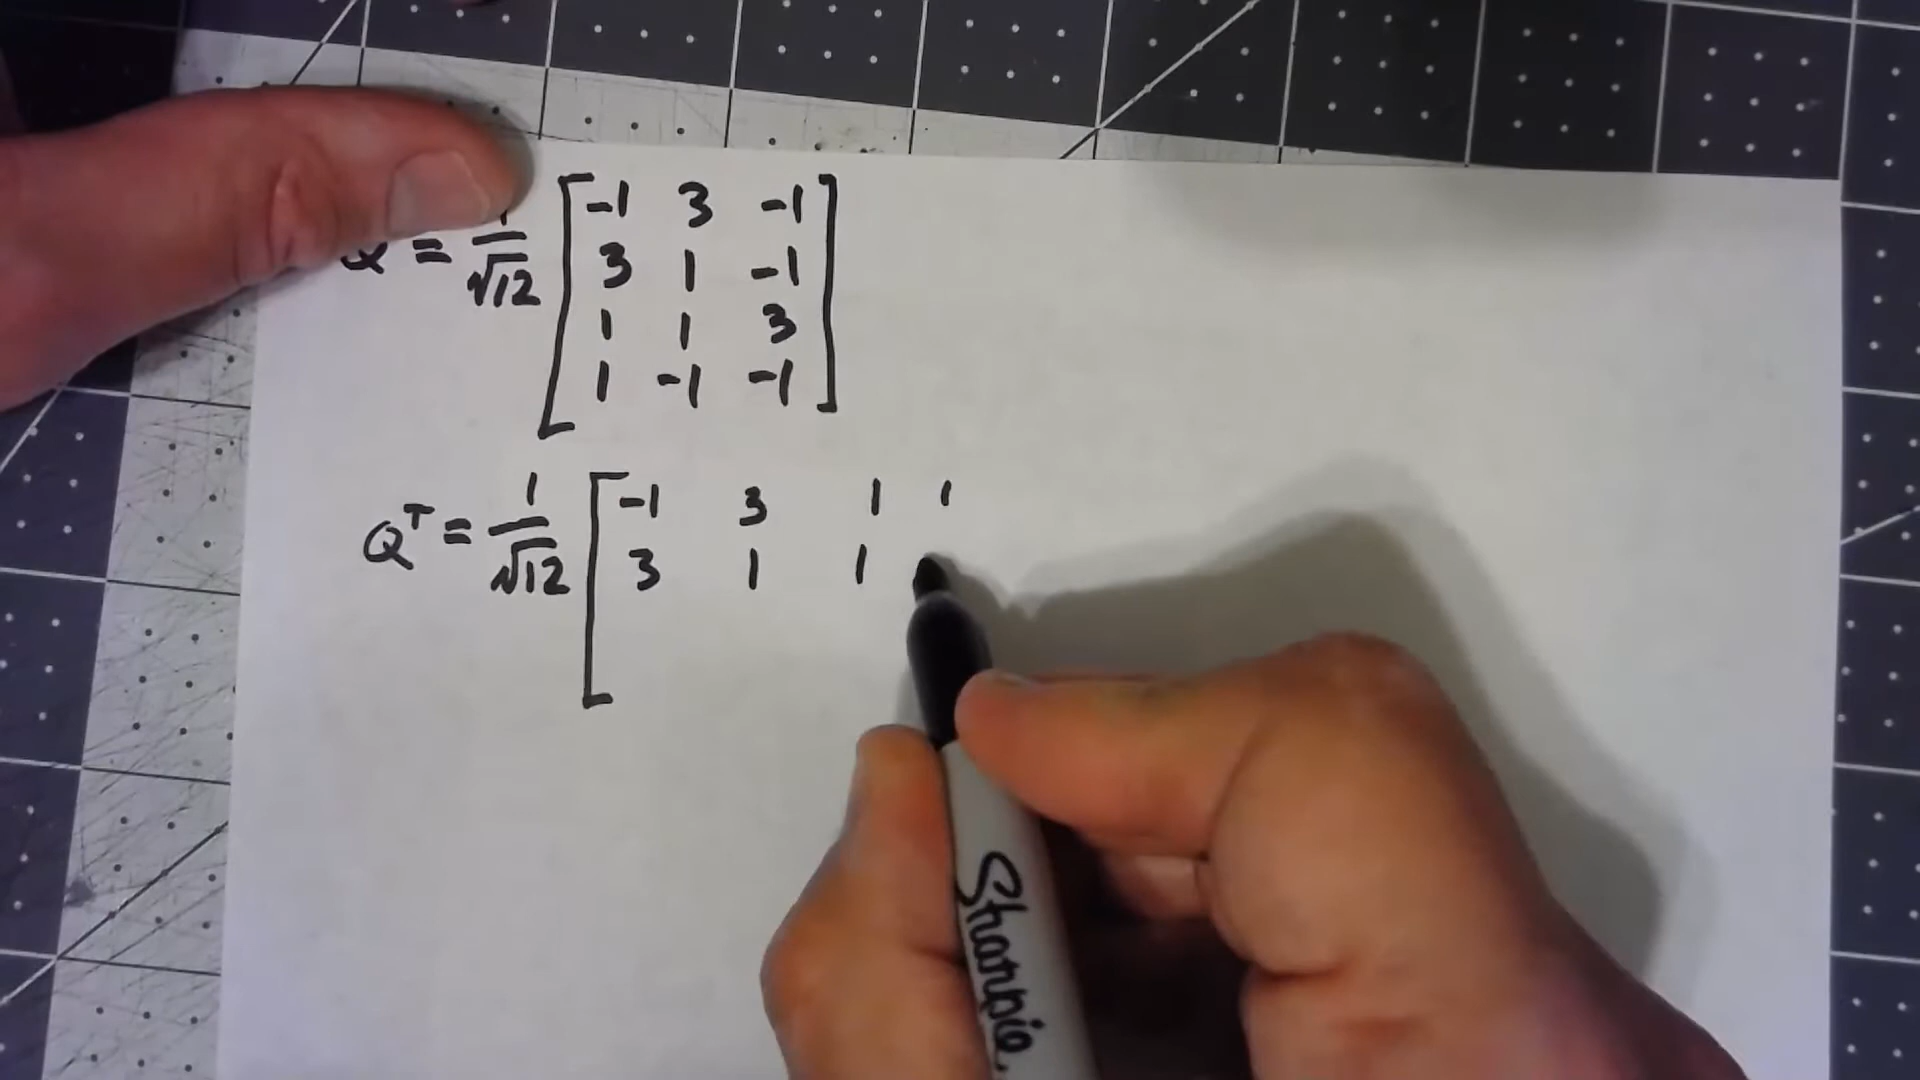 Q = 1/√12 [ -1 3 -1
3 1 -1
1 1 3
1 -1 -1 ]
Q^T = 1/√12 [ -1 3 1 1
3 1 1
Sharpie